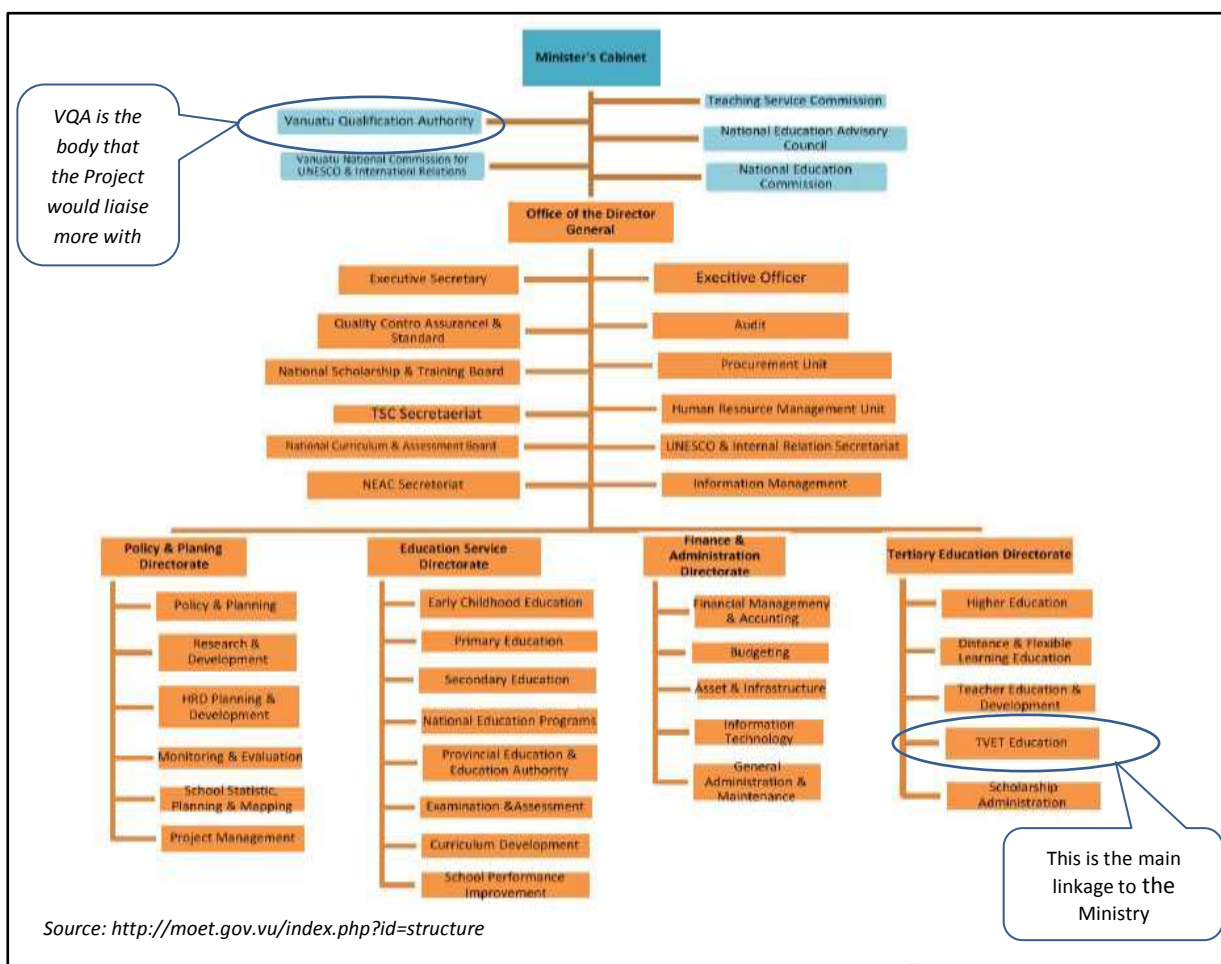 Minister's Cabinet
VQA is the
body that
the Project
would liaise
more with
Vanuatu Qualification Authority
Teaching Service Commission
National Education Advisory
Council
Vanuatu National Commission for
UNESCO & Internationl Relations
National Education
Commission
Office of the Director
General
Executive Secretary
Execitive Officer
Quality Contro Assurancel &
Standard
Audit
National Scholarship & Training Board
Procurement Unit
TSC Secretaeriat
Human Resource Management Unit
National Curriculum & Assessment Board
UNESCO & Internal Relation Secretariat
NEAC Secreteriat
Information Management
Policy & Planing
Directorate
Policy & Planning
Research &
Development
HRD Planning &
Development
Monitoring & Evaluation
School Statistic,
Planning & Mapping
Project Management
Education Service
Directorate
Early Childhood Education
Primary Education
Secondary Education
National Education Programs
Provincial Education &
Education Authority
Examination &Assessment
Curriculum Development
School Performance
Improvement
Finance &
Administration
Directorate
Financial Managemeny
& Accunting
Budgeting
Asset & Infrastructure
Information
Technology
General
Administration &
Maintenance
Tertiary Education Directorate
Higher Education
Distance & Flexible
Learning Education
Teacher Education &
Development
TVET Education
Scholarship
Administration
This is the main
linkage to the
Ministry
Source: http://moet.gov.vu/index.php?id=structure